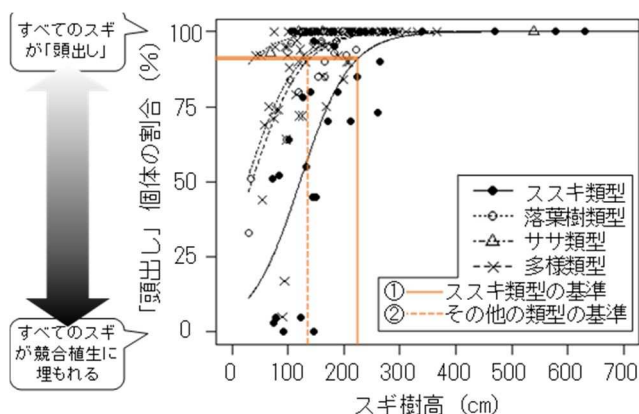 すべてのスギ
が「頭出し」
すべてのスギ
が競合植生に
埋もれる
「頭出し」個体の割合 (%)
100
75
50
25
0
0 100 200 300 400 500 600 700
スギ樹高 (cm)
ススキ類型
落葉樹類型
ササ類型
多様類型
① ススキ類型の基準
② その他の類型の基準